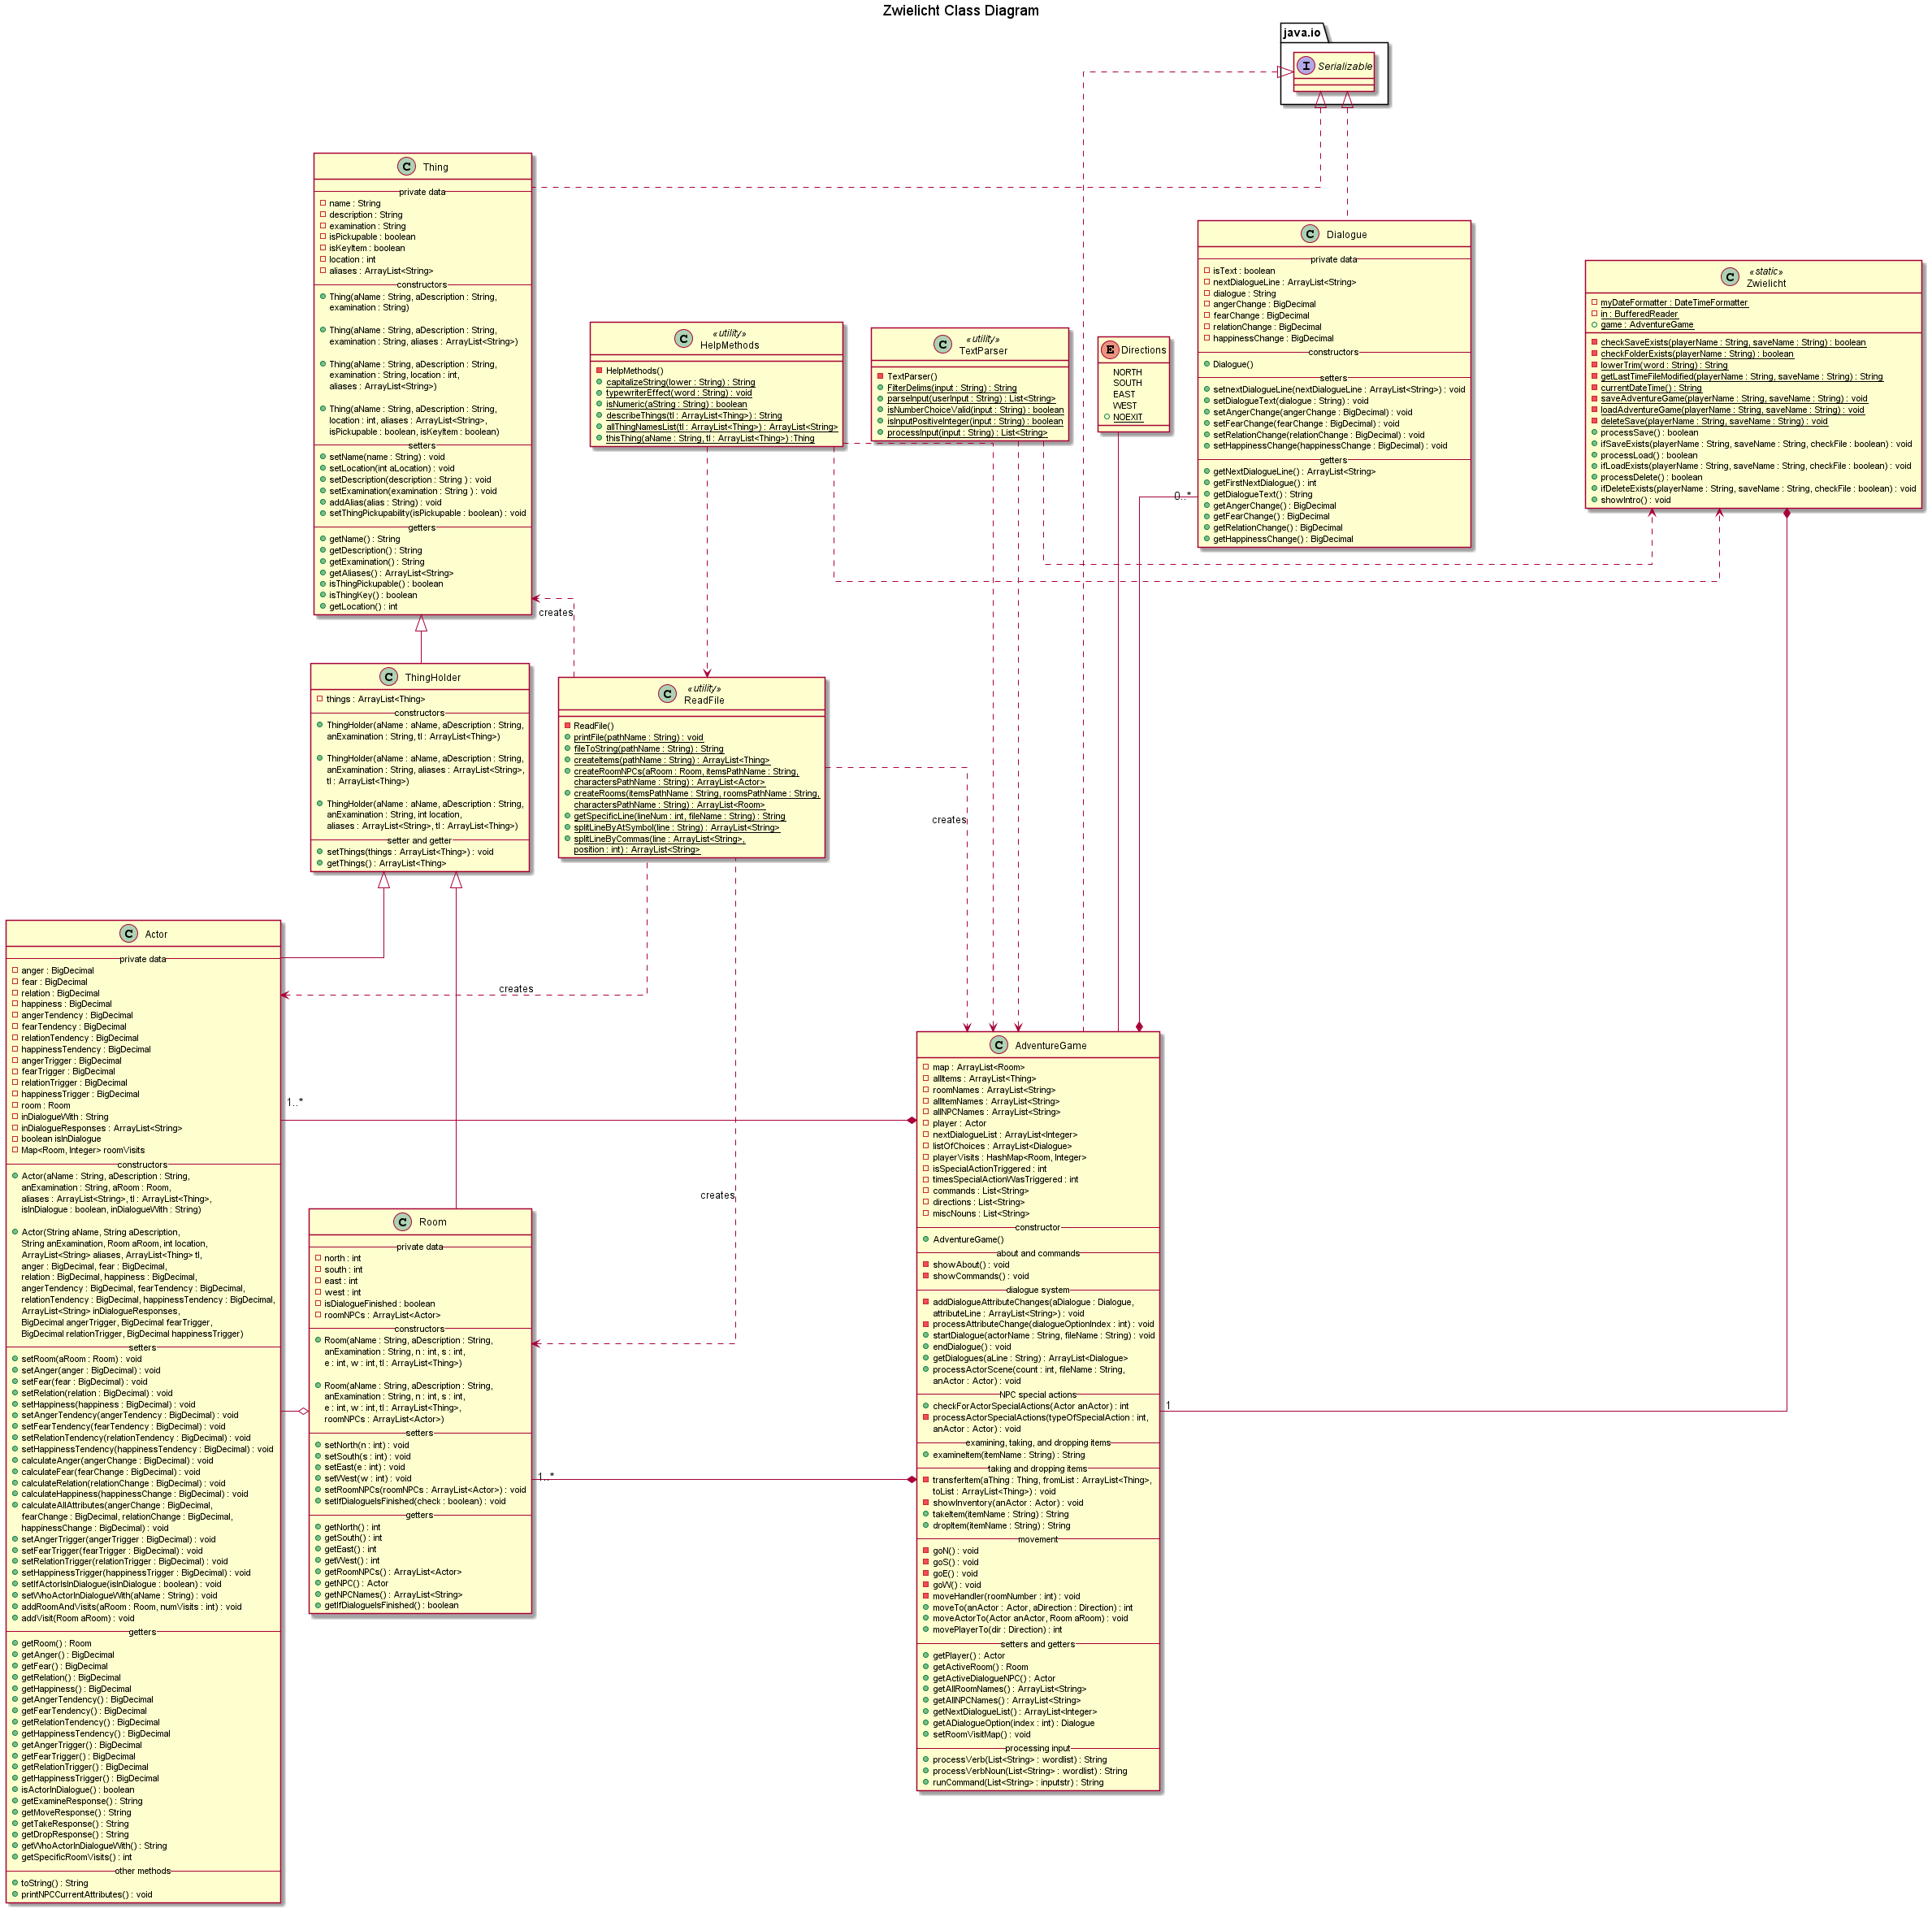 Zwielicht Class Diagram
java.io
Serializable
Thing
private data
name : String
description : String
examination : String
isPickupable : boolean
isKeyItem : boolean
location : int
aliases : ArrayList<String>
constructors
Thing(aName : String, aDescription : String,
examination : String)
Thing(aName : String, aDescription : String,
examination : String, aliases : ArrayList<String>)
Thing(aName : String, aDescription : String,
examination : String, location : int,
aliases : ArrayList<String>)
Thing(aName : String, aDescription : String,
location : int, aliases : ArrayList<String>,
isPickupable : boolean, isKeyItem : boolean)
setters
setName(name : String) : void
setLocation(int aLocation) : void
setDescription(description : String ) : void
setExamination(examination : String ) : void
addAlias(alias : String) : void
setThingPickupability(isPickupable : boolean) : void
getters
getName() : String
getDescription() : String
getExamination() : String
getAliases() : ArrayList<String>
isThingPickupable() : boolean
isThingKey() : boolean
getLocation() : int
Dialogue
private data
isText : boolean
nextDialogueLine : ArrayList<String>
dialogue : String
angerChange : BigDecimal
fearChange : BigDecimal
relationChange : BigDecimal
happinessChange : BigDecimal
constructors
Dialogue()
setters
setnextDialogueLine(nextDialogueLine : ArrayList<String>) : void
setDialogueText(dialogue : String) : void
setAngerChange(angerChange : BigDecimal) : void
setFearChange(fearChange : BigDecimal) : void
setRelationChange(relationChange : BigDecimal) : void
setHappinessChange(happinessChange : BigDecimal) : void
getters
getNextDialogueLine() : ArrayList<String>
getFirstNextDialogue() : int
getDialogueText() : String
getAngerChange() : BigDecimal
getFearChange() : BigDecimal
getRelationChange() : BigDecimal
getHappinessChange() : BigDecimal
0..*
«static»
Zwielicht
myDateFormatter : DateTimeFormatter
in : BufferedReader
game : AdventureGame
checkSaveExists(playerName : String, saveName : String) : boolean
checkFolderExists(playerName : String) : boolean
lowerTrim(word : String) : String
getLastTimeFileModified(playerName : String, saveName : String) : String
currentDateTime() : String
saveAdventureGame(playerName : String, saveName : String) : void
loadAdventureGame(playerName : String, saveName : String) : void
deleteSave(playerName : String, saveName : String) : void
processSave() : boolean
ifSaveExists(playerName : String, saveName : String, checkFile : boolean) : void
processLoad() : boolean
ifLoadExists(playerName : String, saveName : String, checkFile : boolean) : void
processDelete() : boolean
ifDeleteExists(playerName : String, saveName : String, checkFile : boolean) : void
showIntro() : void
«utility»
HelpMethods
HelpMethods()
capitalizeString(lower : String) : String
typewriterEffect(word : String) : void
isNumeric(aString : String) : boolean
describeThings(tl : ArrayList<Thing>) : String
allThingNamesList(tl : ArrayList<Thing>) : ArrayList<String>
thisThing(aName : String, tl : ArrayList<Thing>) :Thing
«utility»
TextParser
TextParser()
FilterDelims(input : String) : String
parseInput(userInput : String) : List<String>
isNumberChoiceValid(input : String) : boolean
isInputPositiveInteger(input : String) : boolean
processInput(input : String) : List<String>
Directions
NORTH
SOUTH
EAST
WEST
NOEXIT
creates
ThingHolder
things : ArrayList<Thing>
constructors
ThingHolder(aName : aName, aDescription : String,
anExamination : String, tl : ArrayList<Thing>)
ThingHolder(aName : aName, aDescription : String,
anExamination : String, aliases : ArrayList<String>,
tl : ArrayList<Thing>)
ThingHolder(aName : aName, aDescription : String,
anExamination : String, int location,
aliases : ArrayList<String>, tl : ArrayList<Thing>)
setter and getter
setThings(things : ArrayList<Thing>) : void
getThings() : ArrayList<Thing>
«utility»
ReadFile
ReadFile()
printFile(pathName : String) : void
fileToString(pathName : String) : String
createItems(pathName : String) : ArrayList<Thing>
createRoomNPCs(aRoom : Room, itemsPathName : String,
charactersPathName : String) : ArrayList<Actor>
createRooms(itemsPathName : String, roomsPathName : String,
charactersPathName : String) : ArrayList<Room>
getSpecificLine(lineNum : int, fileName : String) : String
splitLineByAtSymbol(line : String) : ArrayList<String>
splitLineByCommas(line : ArrayList<String>,
position : int) : ArrayList<String>
creates
creates
creates
Actor
private data
anger : BigDecimal
fear : BigDecimal
relation : BigDecimal
happiness : BigDecimal
angerTendency : BigDecimal
fearTendency : BigDecimal
relationTendency : BigDecimal
happinessTendency : BigDecimal
angerTrigger : BigDecimal
fearTrigger : BigDecimal
relationTrigger : BigDecimal
happinessTrigger : BigDecimal
room : Room
inDialogueWith : String
inDialogueResponses : ArrayList<String>
boolean isInDialogue
Map<Room, Integer> roomVisits
constructors
Actor(aName : String, aDescription : String,
anExamination : String, aRoom : Room,
aliases : ArrayList<String>, tl : ArrayList<Thing>,
isInDialogue : boolean, inDialogueWith : String)
Actor(String aName, String aDescription,
String anExamination, Room aRoom, int location,
ArrayList<String> aliases, ArrayList<Thing> tl,
anger : BigDecimal, fear : BigDecimal,
relation : BigDecimal, happiness : BigDecimal,
angerTendency : BigDecimal, fearTendency : BigDecimal,
relationTendency : BigDecimal, happinessTendency : BigDecimal,
ArrayList<String> inDialogueResponses,
BigDecimal angerTrigger, BigDecimal fearTrigger,
BigDecimal relationTrigger, BigDecimal happinessTrigger)
setters
setRoom(aRoom : Room) : void
setAnger(anger : BigDecimal) : void
setFear(fear : BigDecimal) : void
setRelation(relation : BigDecimal) : void
setHappiness(happiness : BigDecimal) : void
setAngerTendency(angerTendency : BigDecimal) : void
setFearTendency(fearTendency : BigDecimal) : void
setRelationTendency(relationTendency : BigDecimal) : void
setHappinessTendency(happinessTendency : BigDecimal) : void
calculateAnger(angerChange : BigDecimal) : void
calculateFear(fearChange : BigDecimal) : void
calculateRelation(relationChange : BigDecimal) : void
calculateHappiness(happinessChange : BigDecimal) : void
calculateAllAttributes(angerChange : BigDecimal,
fearChange : BigDecimal, relationChange : BigDecimal,
happinessChange : BigDecimal) : void
setAngerTrigger(angerTrigger : BigDecimal) : void
setFearTrigger(fearTrigger : BigDecimal) : void
setRelationTrigger(relationTrigger : BigDecimal) : void
setHappinessTrigger(happinessTrigger : BigDecimal) : void
setIfActorIsInDialogue(isInDialogue : boolean) : void
setWhoActorInDialogueWith(aName : String) : void
addRoomAndVisits(aRoom : Room, numVisits : int) : void
addVisit(Room aRoom) : void
getters
getRoom() : Room
getAnger() : BigDecimal
getFear() : BigDecimal
getRelation() : BigDecimal
getHappiness() : BigDecimal
getAngerTendency() : BigDecimal
getFearTendency() : BigDecimal
getRelationTendency() : BigDecimal
getHappinessTendency() : BigDecimal
getAngerTrigger() : BigDecimal
getFearTrigger() : BigDecimal
getRelationTrigger() : BigDecimal
getHappinessTrigger() : BigDecimal
isActorInDialogue() : boolean
getExamineResponse() : String
getMoveResponse() : String
getTakeResponse() : String
getDropResponse() : String
getWhoActorInDialogueWith() : String
getSpecificRoomVisits() : int
other methods
toString() : String
printNPCCurrentAttributes() : void
1..*
Room
private data
north : int
south : int
east : int
west : int
isDialogueFinished : boolean
roomNPCs : ArrayList<Actor>
constructors
Room(aName : String, aDescription : String,
anExamination : String, n : int, s : int,
e : int, w : int, tl : ArrayList<Thing>)
Room(aName : String, aDescription : String,
anExamination : String, n : int, s : int,
e : int, w : int, tl : ArrayList<Thing>,
roomNPCs : ArrayList<Actor>)
setters
setNorth(n : int) : void
setSouth(s : int) : void
setEast(e : int) : void
setWest(w : int) : void
setRoomNPCs(roomNPCs : ArrayList<Actor>) : void
setIfDialogueIsFinished(check : boolean) : void
getters
getNorth() : int
getSouth() : int
getEast() : int
getWest() : int
getRoomNPCs() : ArrayList<Actor>
getNPC() : Actor
getNPCNames() : ArrayList<String>
getIfDialogueIsFinished() : boolean
1..*
AdventureGame
map : ArrayList<Room>
allItems : ArrayList<Thing>
roomNames : ArrayList<String>
allItemNames : ArrayList<String>
allNPCNames : ArrayList<String>
player : Actor
nextDialogueList : ArrayList<Integer>
listOfChoices : ArrayList<Dialogue>
playerVisits : HashMap<Room, Integer>
isSpecialActionTriggered : int
timesSpecialActionWasTriggered : int
commands : List<String>
directions : List<String>
miscNouns : List<String>
constructor
AdventureGame()
about and commands
showAbout() : void
showCommands() : void
dialogue system
addDialogueAttributeChanges(aDialogue : Dialogue,
attributeLine : ArrayList<String>) : void
processAttributeChange(dialogueOptionIndex : int) : void
startDialogue(actorName : String, fileName : String) : void
endDialogue() : void
getDialogues(aLine : String) : ArrayList<Dialogue>
processActorScene(count : int, fileName : String,
anActor : Actor) : void
NPC special actions
checkForActorSpecialActions(Actor anActor) : int
processActorSpecialActions(typeOfSpecialAction : int,
anActor : Actor) : void
examining, taking, and dropping items
examineItem(itemName : String) : String
taking and dropping items
transferItem(aThing : Thing, fromList : ArrayList<Thing>,
toList : ArrayList<Thing>) : void
showInventory(anActor : Actor) : void
takeItem(itemName : String) : String
dropItem(itemName : String) : String
movement
goN() : void
goS() : void
goE() : void
goW() : void
moveHandler(roomNumber : int) : void
moveTo(anActor : Actor, aDirection : Direction) : int
moveActorTo(Actor anActor, Room aRoom) : void
movePlayerTo(dir : Direction) : int
setters and getters
getPlayer() : Actor
getActiveRoom() : Room
getActiveDialogueNPC() : Actor
getAllRoomNames() : ArrayList<String>
getAllNPCNames() : ArrayList<String>
getNextDialogueList() : ArrayList<Integer>
getADialogueOption(index : int) : Dialogue
setRoomVisitMap() : void
processing input
processVerb(List<String> : wordlist) : String
processVerbNoun(List<String> : wordlist) : String
runCommand(List<String> : inputstr) : String
1